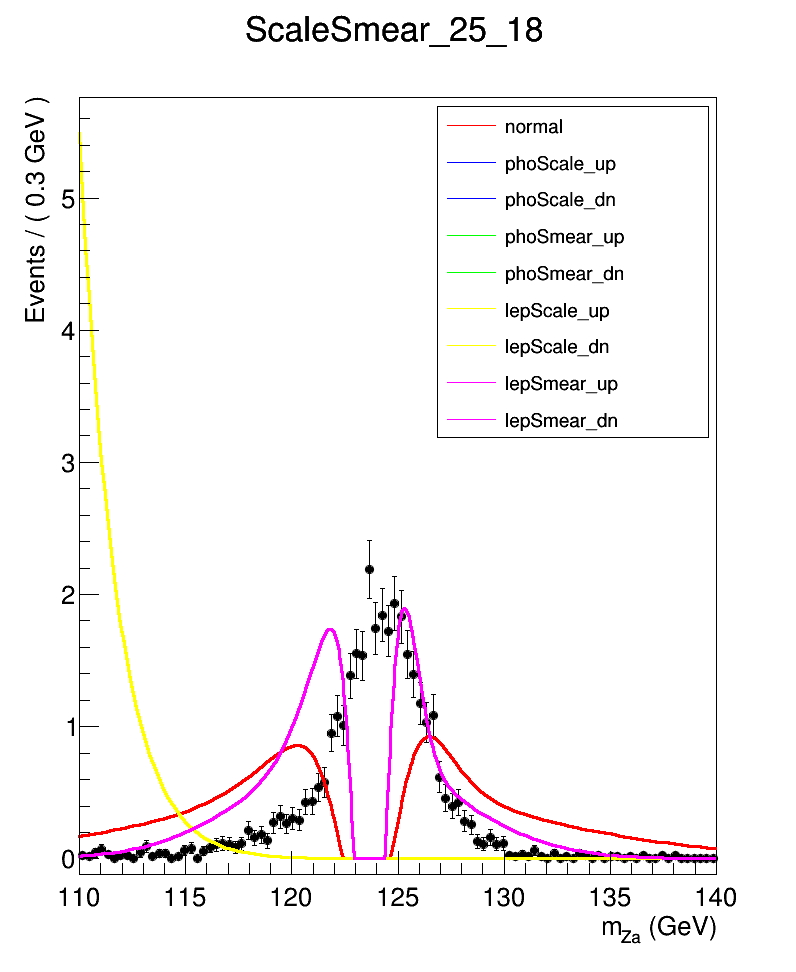 ScaleSmear_25_18
Events / ( 0.3 GeV )
normal
phoScale_up
phoScale_dn
phoSmear_up
phoSmear_dn
lepScale_up
lepScale_dn
lepSmear_up
lepSmear_dn
5
4
3
2
1
0
110 115 120 125 130 135 140
m_Za (GeV)